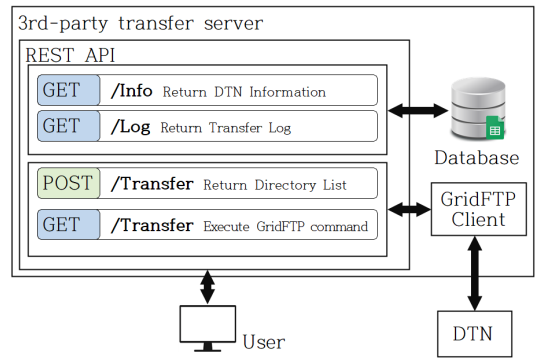 3rd-party transfer server
REST API
GET /Info Return DTN Information
GET /Log Return Transfer Log
Database
POST /Transfer Return Directory List
GET /Transfer Execute GridFTP command
GridFTP
Client
User
DTN